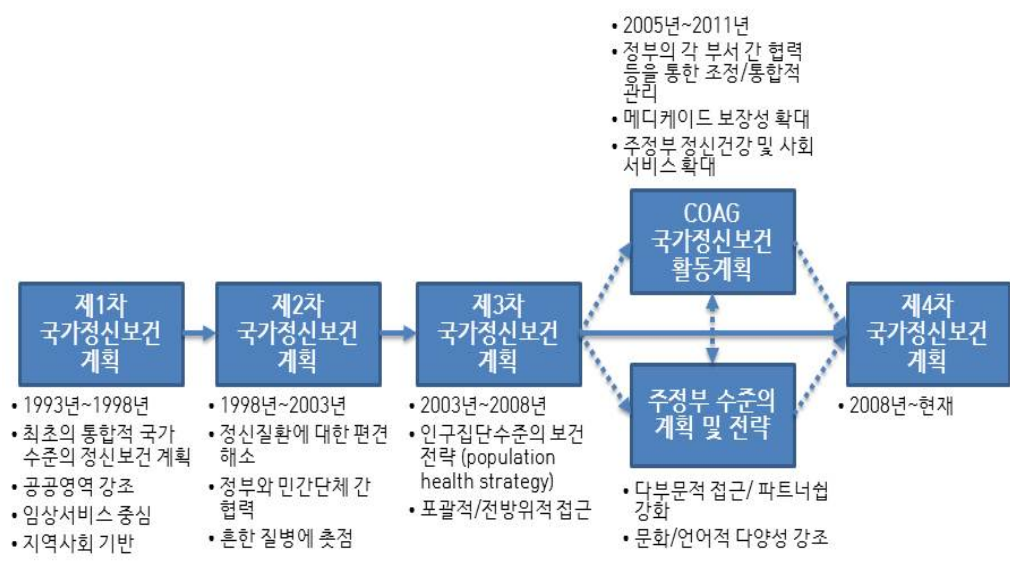 • 2005년~2011년
• 정부의 각 부서 간 협력
등을 통한 조정/통합적
관리
• 메디케이드 보장성 확대
• 주정부 정신건강 및 사회
서비스 확대
COAG
국가정신보건
활동계획
제1차
국가정신보건
계획
제2차
국가정신보건
계획
제3차
국가정신보건
계획
제4차
국가정신보건
계획
주정부 수준의
계획 및 전략
• 1993년~1998년
• 최초의 통합적 국가
수준의 정신보건 계획
• 공공영역 강조
• 임상서비스 중심
• 지역사회 기반
• 1998년~2003년
• 정신질환에 대한 편견
해소
• 정부와 민간단체 간
협력
• 흔한 질병에 촛점
• 2003년~2008년
• 인구집단수준의 보건
전략 (population
health strategy)
• 포괄적/전방위적 접근
• 다부문적 접근/ 파트너쉽
강화
• 문화/언어적 다양성 강조
• 2008년~현재